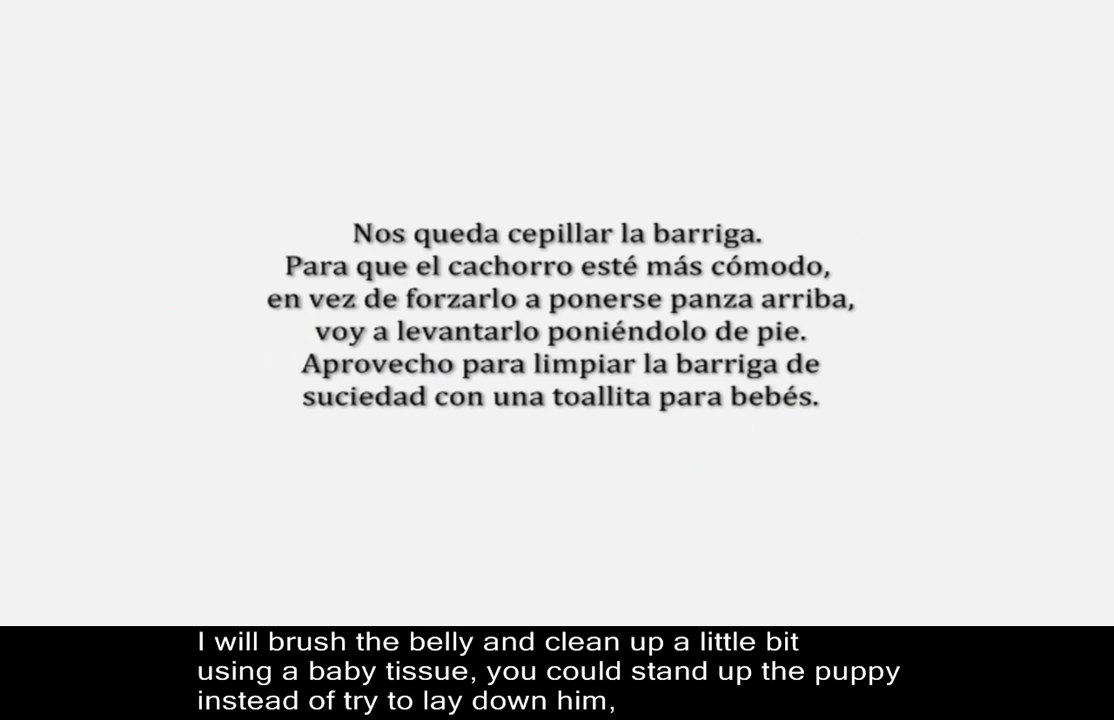 Nos queda cepillar la barriga.
Para que el cachorro esté más cómodo,
en vez de forzarlo a ponerse panza arriba,
voy a levantarlo poniéndolo de pie.
Aprovecho para limpiar la barriga de
suciedad con una toallita para bebés.
I will brush the belly and clean up a little bit
using a baby tissue, you could stand up the puppy
instead of try to lay down him,